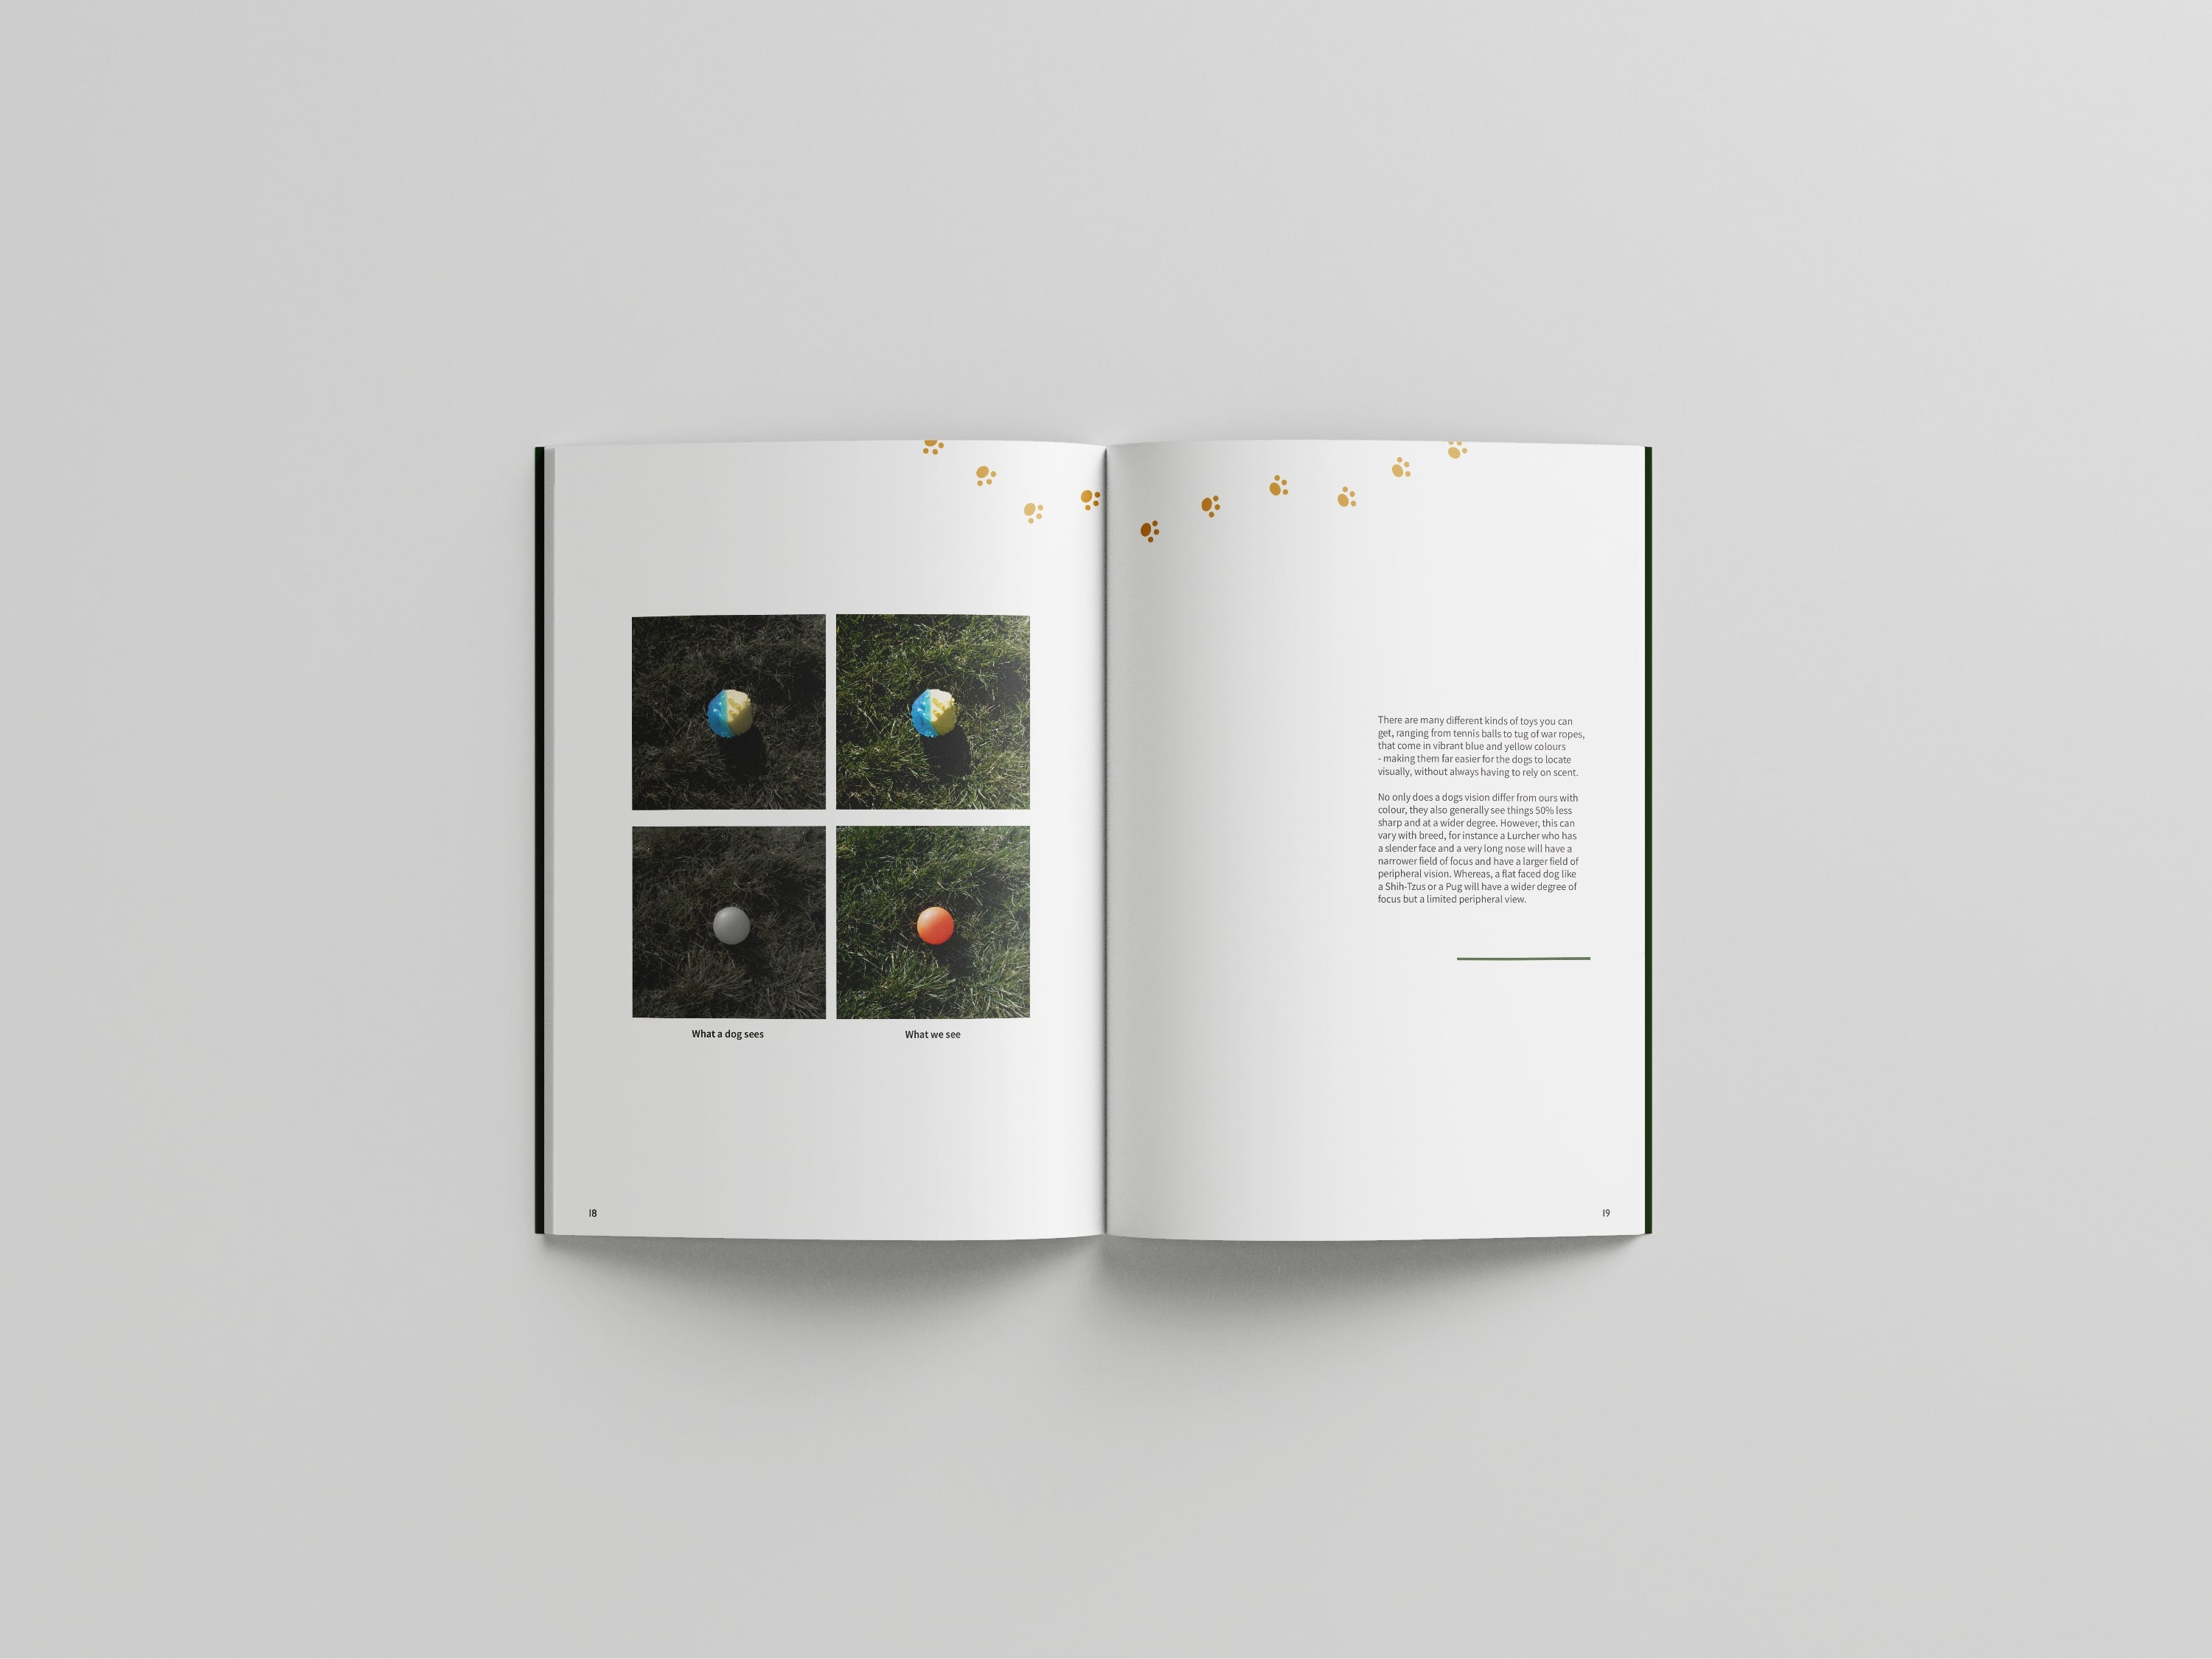 What a dog sees
What we see
18
There are many different kinds of toys you can
get, ranging from tennis balls to tug of war ropes,
that come in vibrant blue and yellow colours
- making them far easier for the dogs to locate
visually, without always having to rely on scent.
No only does a dogs vision differ from ours with
colour, they also generally see things 50% less
sharp and at a wider degree. However, this can
vary with breed, for instance a Lurcher who has
a slender face and a very long nose will have a
narrower field of focus and have a larger field of
peripheral vision. Whereas, a flat faced dog like
a Shih-Tzus or a Pug will have a wider degree of
focus but a limited peripheral view.
19